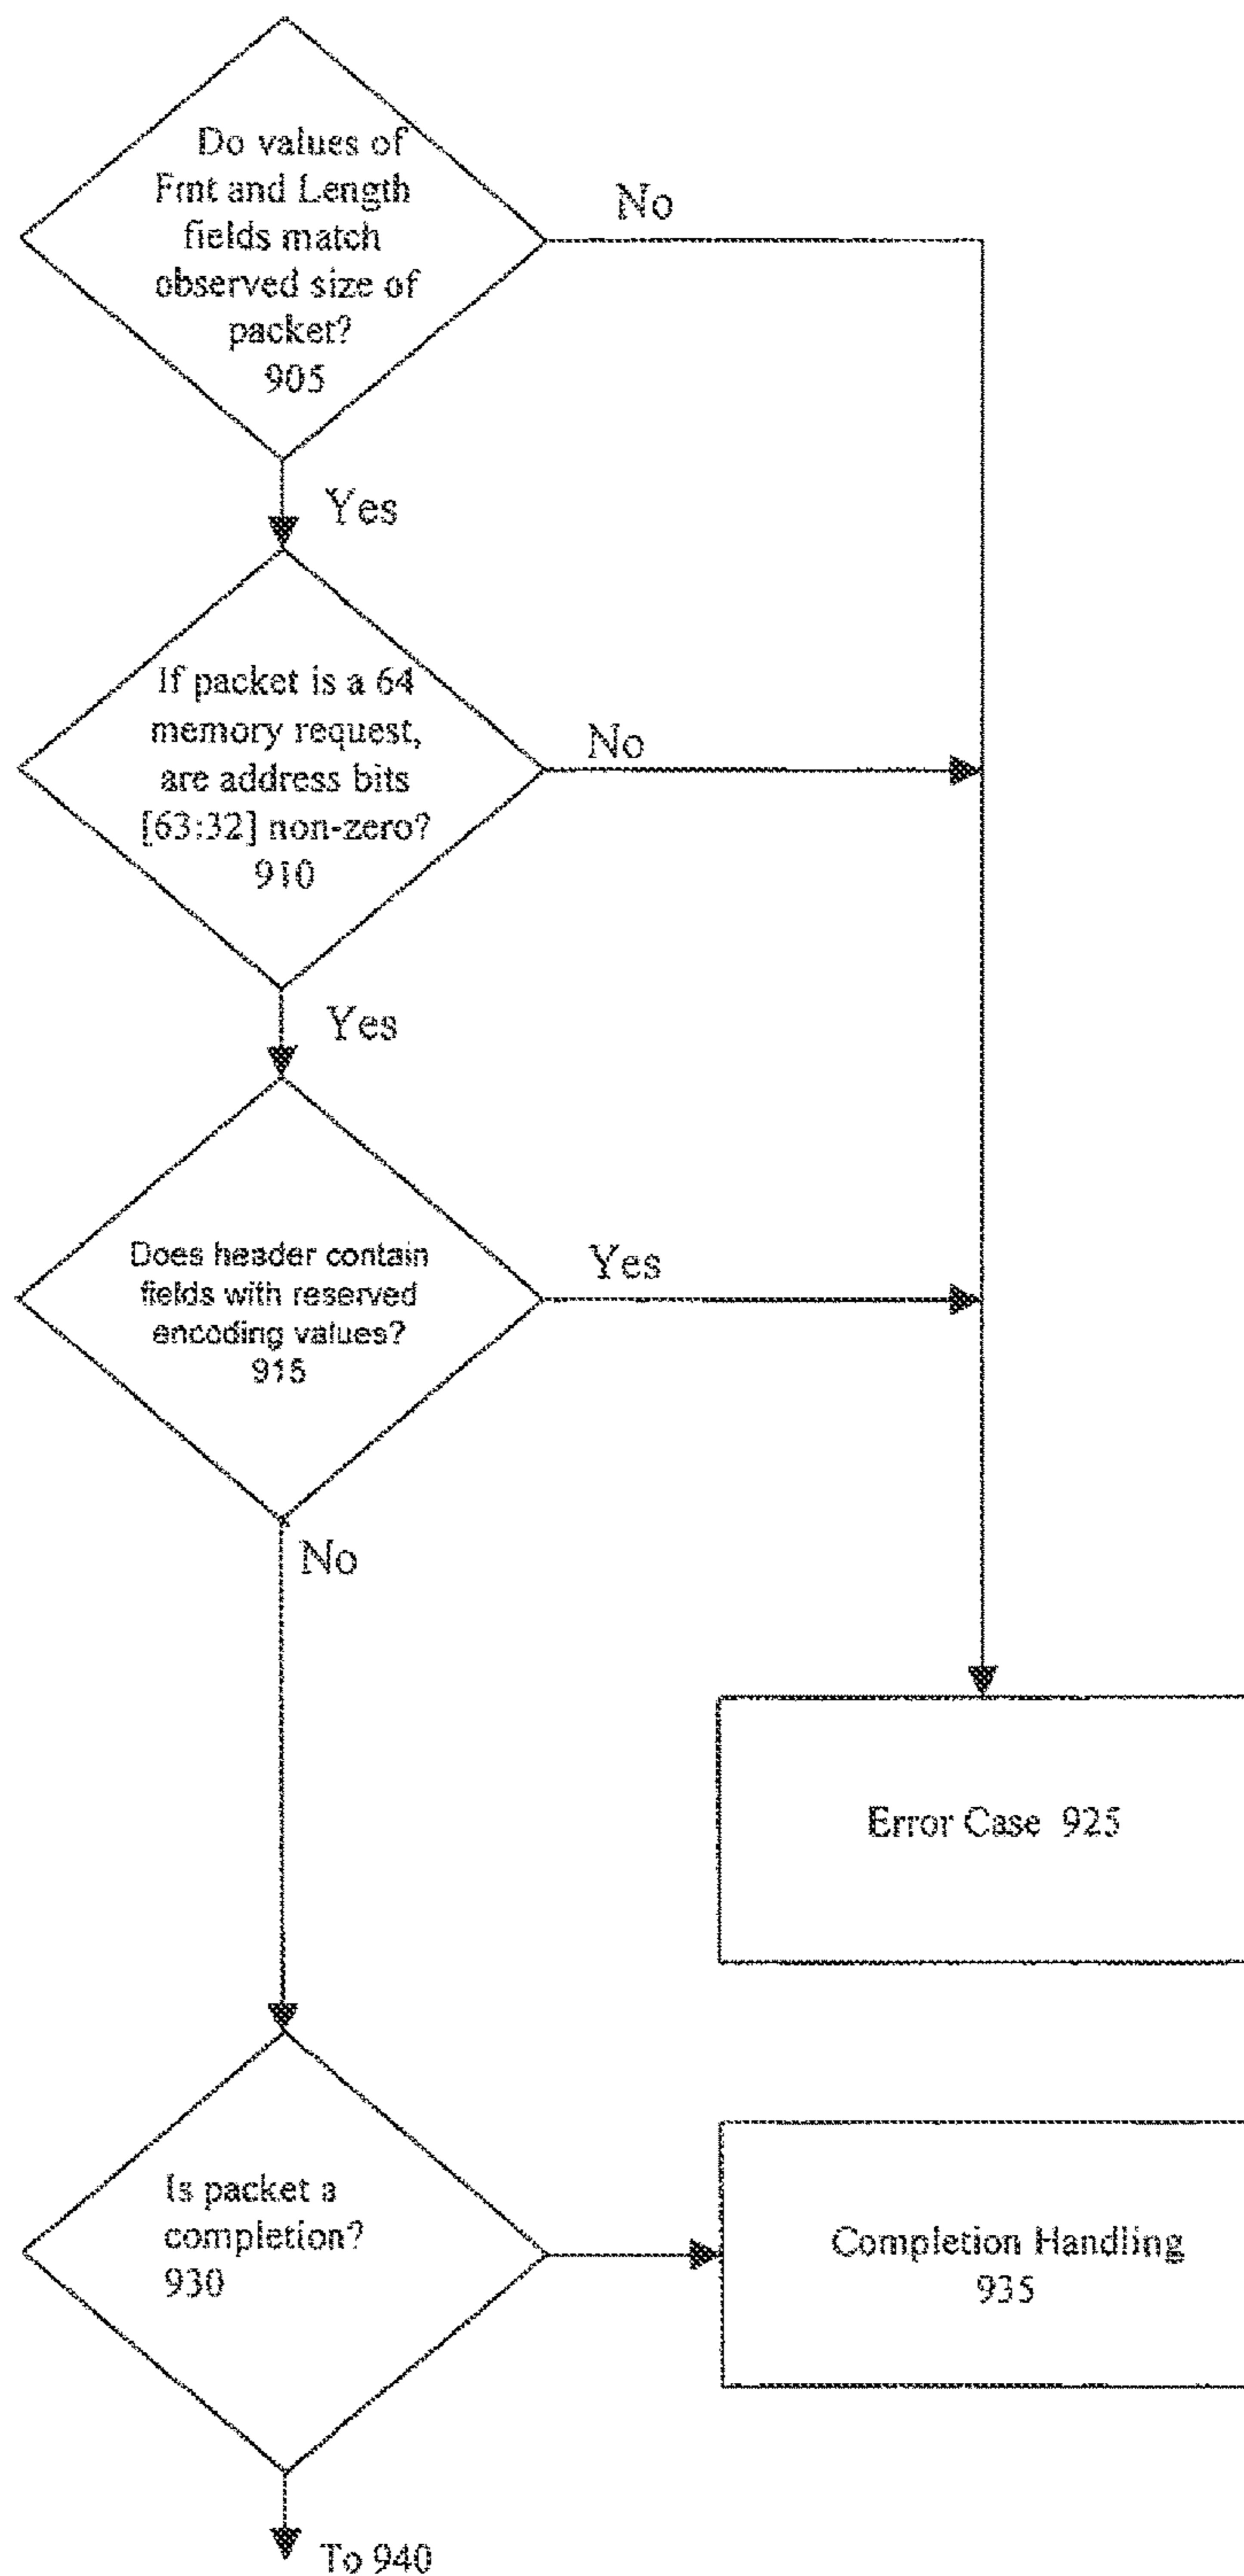 Do values of
Fmt and Length
fields match
observed size of
packet?
905
No
Yes
If packet is a 64
memory request,
are address bits
[63:32] non-zero?
910
No
Yes
Does header contain
fields with reserved
encoding values?
915
Yes
No
Error Case 925
Is packet a
completion?
930
Completion Handling
935
To 940